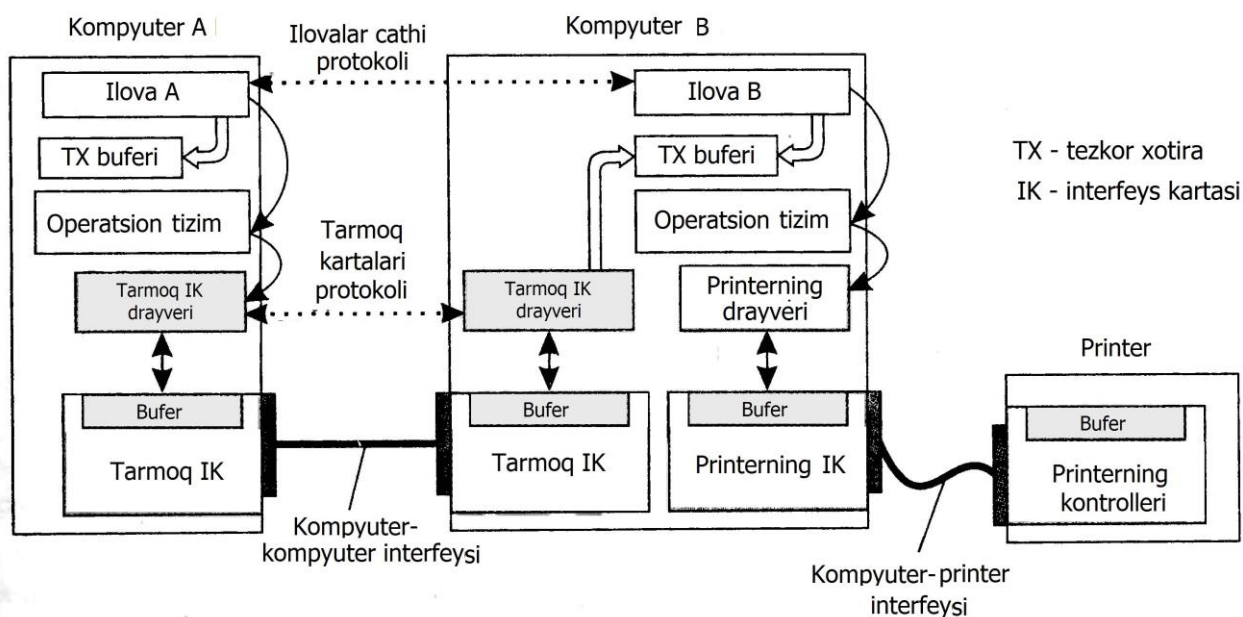 Kompyuter A
Ilovalar cathi
protokoli
Kompyuter B
Ilova A
Ilova B
TX buferi
TX buferi
TX - tezkor xotira
IK - interfeys kartasi
Operatsion tizim
Operatsion tizim
Tarmoq
kartalari
protokoli
Tarmoq IK
drayveri
Tarmoq IK
drayveri
Printerning
drayveri
Printer
Bufer
Bufer
Bufer
Bufer
Tarmoq IK
Tarmoq IK
Printerning IK
Printerning
kontrolleri
Kompyuter-
kompyuter interfeysi
Kompyuter-printer
interfeysi